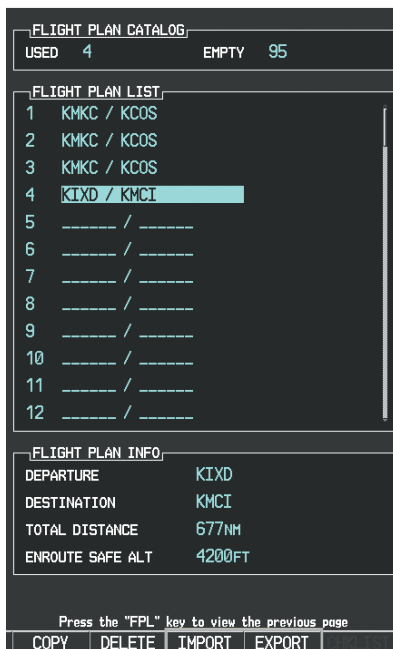 FLIGHT PLAN CATALOG
USED 4 EMPTY 95
FLIGHT PLAN LIST
1 KMKC / KCOS
2 KMKC / KCOS
3 KMKC / KCOS
4 KIXD / KMCI
5 ______ / ______
6 ______ / ______
7 ______ / ______
8 ______ / ______
9 ______ / ______
10 ______ / ______
11 ______ / ______
12 ______ / ______
FLIGHT PLAN INFO
DEPARTURE KIXD
DESTINATION KMCI
TOTAL DISTANCE 677NM
ENROUTE SAFE ALT 4200FT
Press the "FPL" key to view the previous page
COPY DELETE IMPORT EXPORT CHKLIST